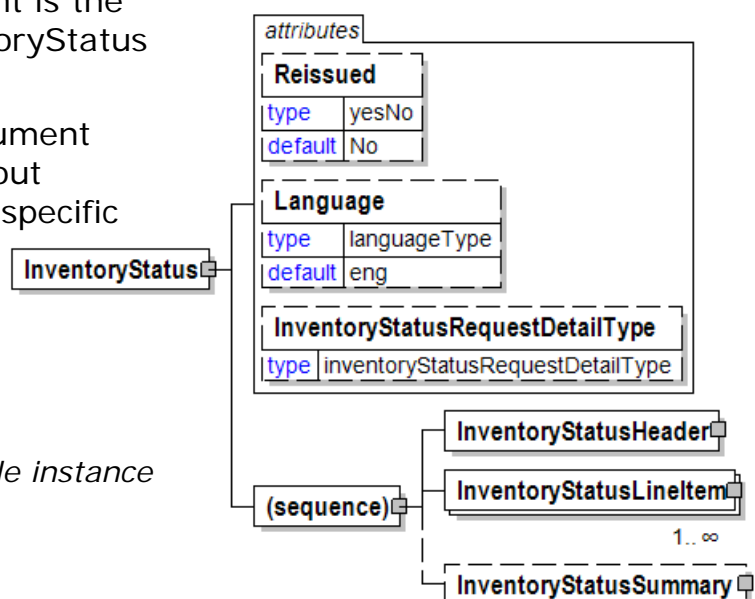 nt is the
oryStatus
ument
out
specific
le instance
InventoryStatus
attributes
Reissued
type yesNo
default No
Language
type languageType
default eng
InventoryStatusRequestDetailType
type inventoryStatusRequestDetailType
(sequence)
InventoryStatusHeader
InventoryStatusLineItem
1..∞
InventoryStatusSummary